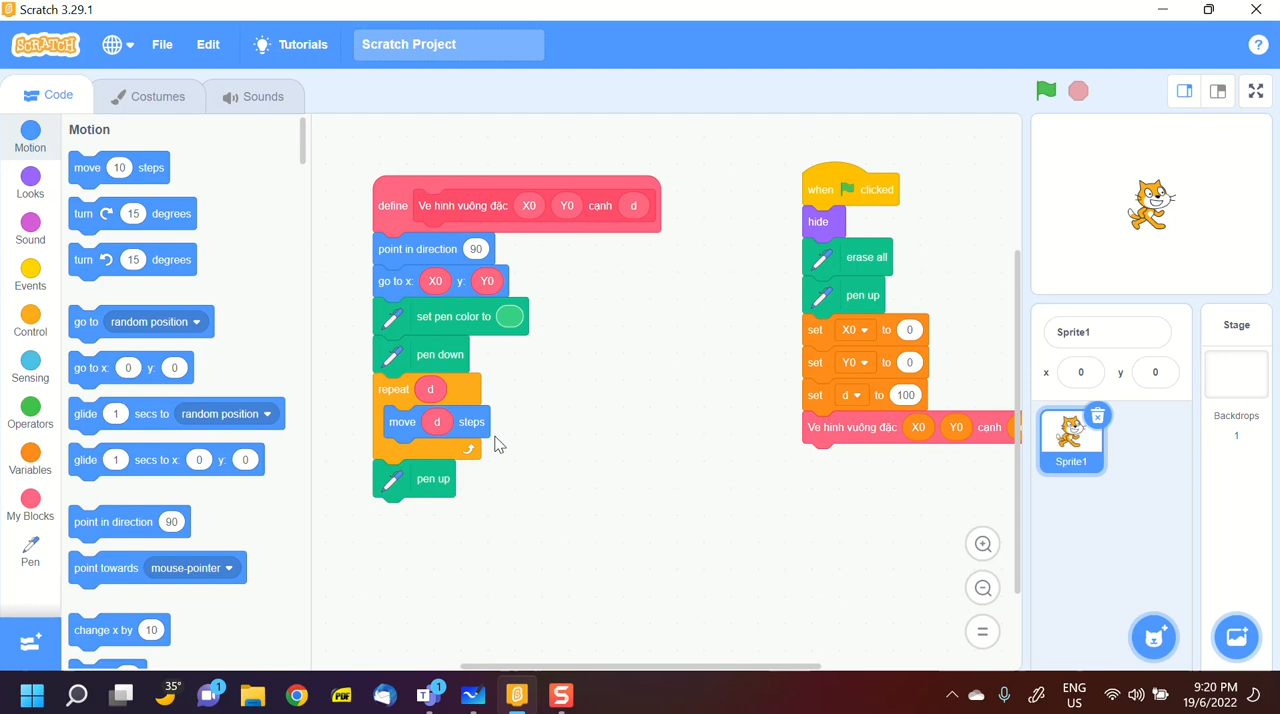 Scratch 3.29.1
SCRATCH File Edit Tutorials Scratch Project ?
Code Costumes Sounds
Motion
Looks
Sound
Events
Control
Sensing
Operators
Variables
My Blocks
Pen
Motion
move 10 steps
turn 15 degrees
turn 15 degrees
go to random position
go to x: 0 y: 0
glide 1 secs to random position
glide 1 secs to x: 0 y: 0
point in direction 90
point towards mouse-pointer
change x by 10
define Ve hinh vuông đặc X0 Y0 cạnh d
point in direction 90
go to x: X0 y: Y0
set pen color to
pen down
repeat d
move d steps
pen up
when clicked
hide
erase all
pen up
set X0 to 0
set Y0 to 0
set d to 100
Ve hinh vuông đặc X0 Y0 cạnh
Sprite1
x 0 y 0
Sprite1
Stage
Backdrops
1
35°
1
PDF
1
S
ENG
US
9:20 PM
19/6/2022